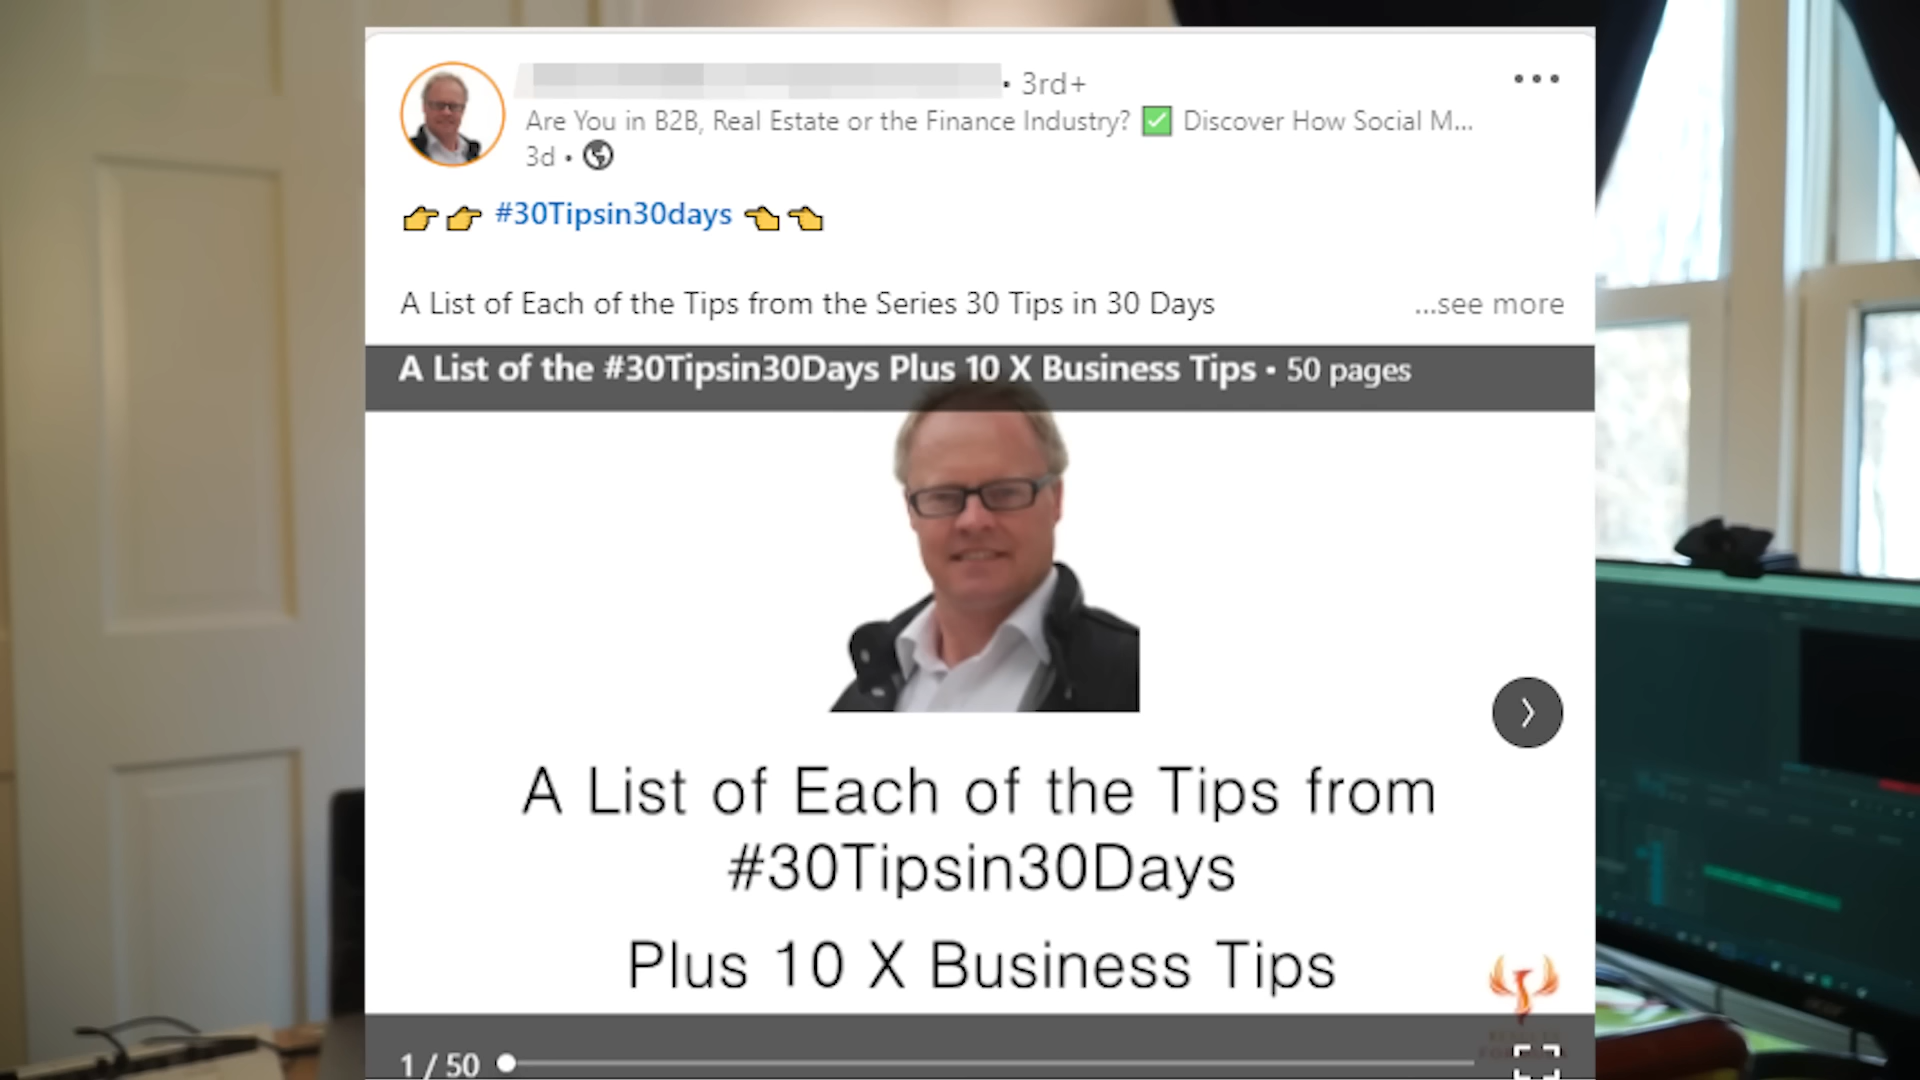 • 3rd+
Are You in B2B, Real Estate or the Finance Industry? ✅ Discover How Social M...
3d •
👉👉 #30Tipsin30days 👈👈
A List of Each of the Tips from the Series 30 Tips in 30 Days
...see more
A List of the #30Tipsin30Days Plus 10 X Business Tips • 50 pages
A List of Each of the Tips from
#30Tipsin30Days
Plus 10 X Business Tips
1 / 50